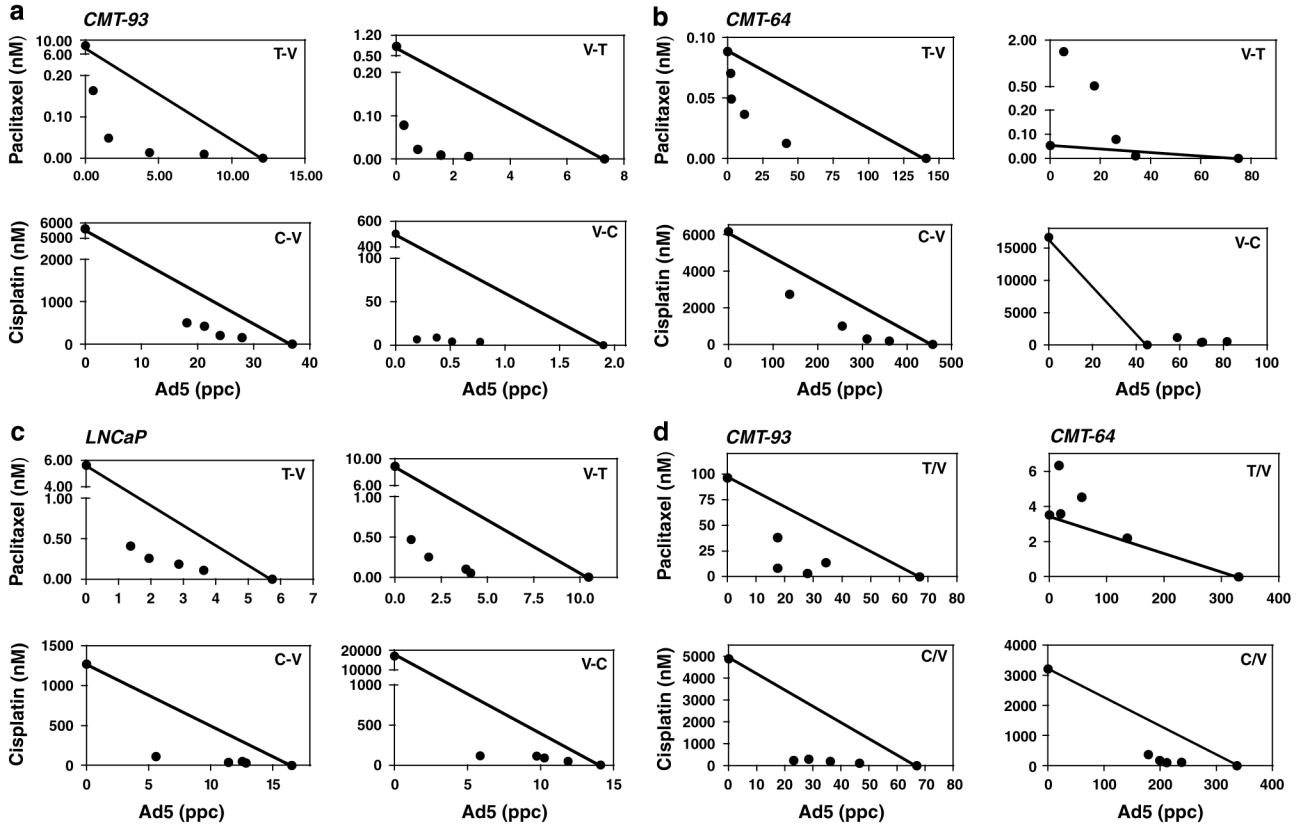 a
CMT-93
Paclitaxel (nM)
10.00
6.00
0.20
0.10
0.00
T-V
0.00 5.00 10.00 15.00
1.20
0.50
0.20
0.10
0.00
V-T
0 2 4 6 8
Cisplatin (nM)
6000
5000
2000
1000
0
C-V
0 10 20 30 40
Ad5 (ppc)
600
400
100
50
0
V-C
0.0 0.5 1.0 1.5 2.0
Ad5 (ppc)
b
CMT-64
Paclitaxel (nM)
0.10
0.05
0.00
T-V
0 25 50 75 100 125 150
2.00
0.50
0.20
0.10
0.00
V-T
0 20 40 60 80
Cisplatin (nM)
6000
4000
2000
0
C-V
0 100 200 300 400 500
Ad5 (ppc)
15000
10000
5000
0
V-C
0 20 40 60 80 100
Ad5 (ppc)
c
LNCaP
Paclitaxel (nM)
6.00
4.00
1.00
0.50
0.00
T-V
0 1 2 3 4 5 6 7
10.00
6.00
1.00
0.50
0.00
V-T
0.0 2.5 5.0 7.5 10.0
Cisplatin (nM)
1500
1000
500
0
C-V
0 5 10 15
Ad5 (ppc)
20000
10000
1000
500
0
V-C
0 5 10 15
Ad5 (ppc)
d
CMT-93
Paclitaxel (nM)
100
75
50
25
0
T/V
0 10 20 30 40 50 60 70 80
CMT-64
6
4
2
0
T/V
0 100 200 300 400
Cisplatin (nM)
5000
4000
3000
2000
1000
0
C/V
0 10 20 30 40 50 60 70 80
Ad5 (ppc)
4000
3000
2000
1000
0
C/V
0 100 200 300 400
Ad5 (ppc)